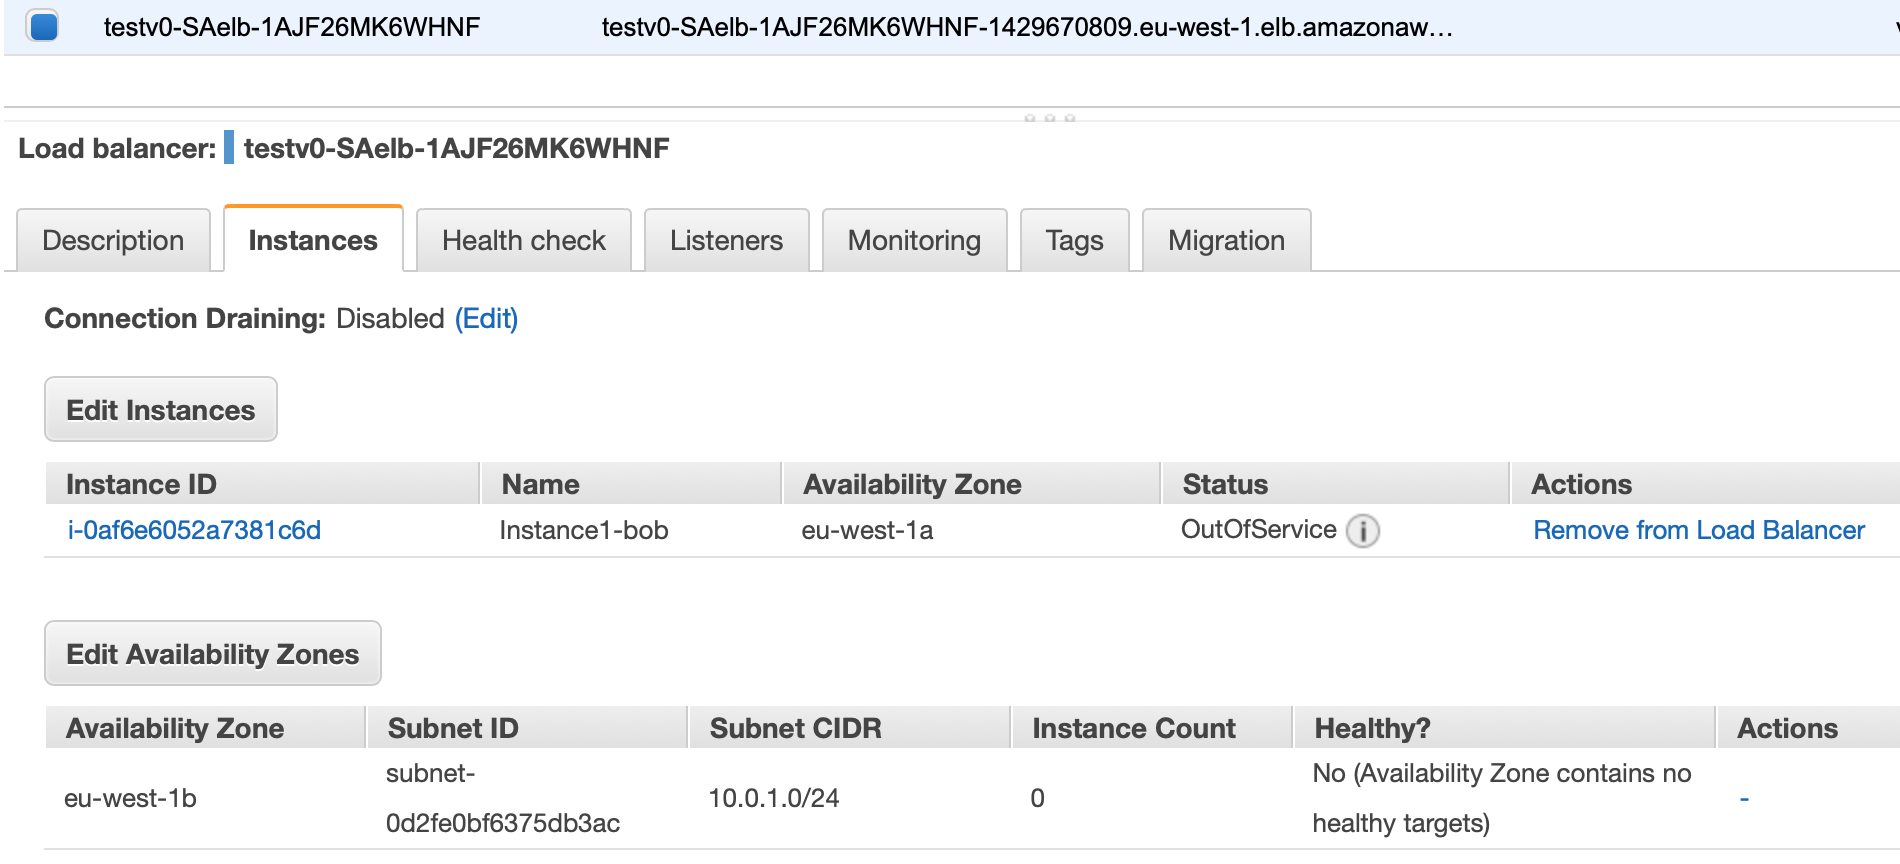 testv0-SAelb-1AJF26MK6WHNF testv0-SAelb-1AJF26MK6WHNF-1429670809.eu-west-1.elb.amazonaw…
Load balancer: testv0-SAelb-1AJF26MK6WHNF
Description Instances Health check Listeners Monitoring Tags Migration
Connection Draining: Disabled (Edit)
Edit Instances
Instance ID Name Availability Zone Status Actions
i-0af6e6052a7381c6d Instance1-bob eu-west-1a OutOfService i Remove from Load Balancer
Edit Availability Zones
Availability Zone Subnet ID Subnet CIDR Instance Count Healthy? Actions
eu-west-1b subnet-0d2fe0bf6375db3ac 10.0.1.0/24 0 No (Availability Zone contains no healthy targets) -